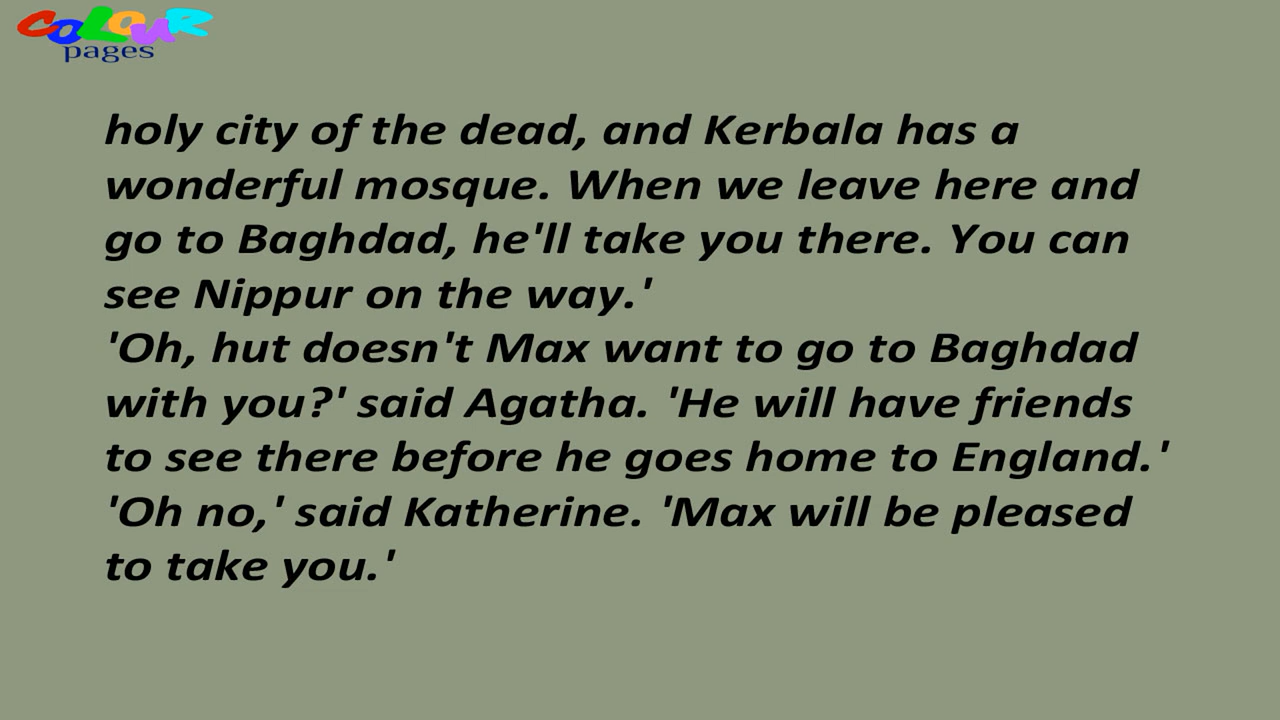 COLOUR
pages
holy city of the dead, and Kerbala has a
wonderful mosque. When we leave here and
go to Baghdad, he'll take you there. You can
see Nippur on the way.'
'Oh, hut doesn't Max want to go to Baghdad
with you?' said Agatha. 'He will have friends
to see there before he goes home to England.'
'Oh no,' said Katherine. 'Max will be pleased
to take you.'